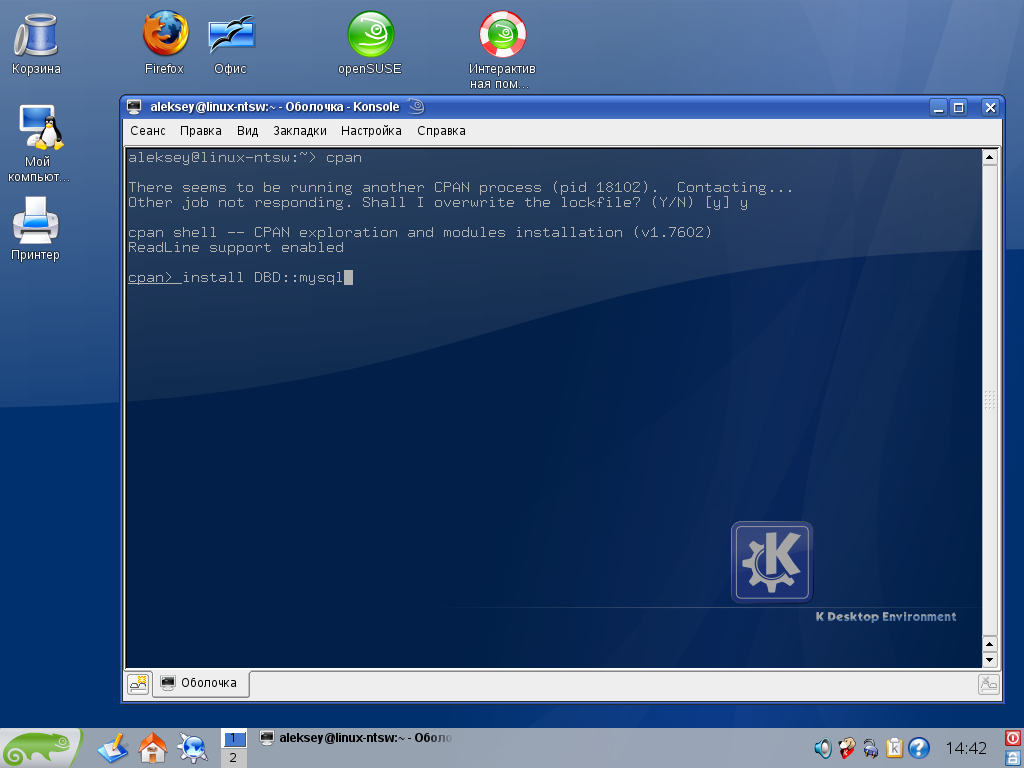 Корзина
Firefox
Офис
openSUSE
Интерактив
ная пом...
Мой
компьют...
Принтер
aleksey@linux-ntsw:~ - Оболочка - Konsole
Сеанс Правка Вид Закладки Настройка Справка
aleksey@linux-ntsw:~> cpan
There seems to be running another CPAN process (pid 18102).  Contacting...
Other job not responding. Shall I overwrite the lockfile? (Y/N) [y] y
cpan shell -- CPAN exploration and modules installation (v1.7602)
ReadLine support enabled
cpan> install DBD::mysql
K Desktop Environment
Оболочка
1
2
aleksey@linux-ntsw:~ - Оболо
14:42